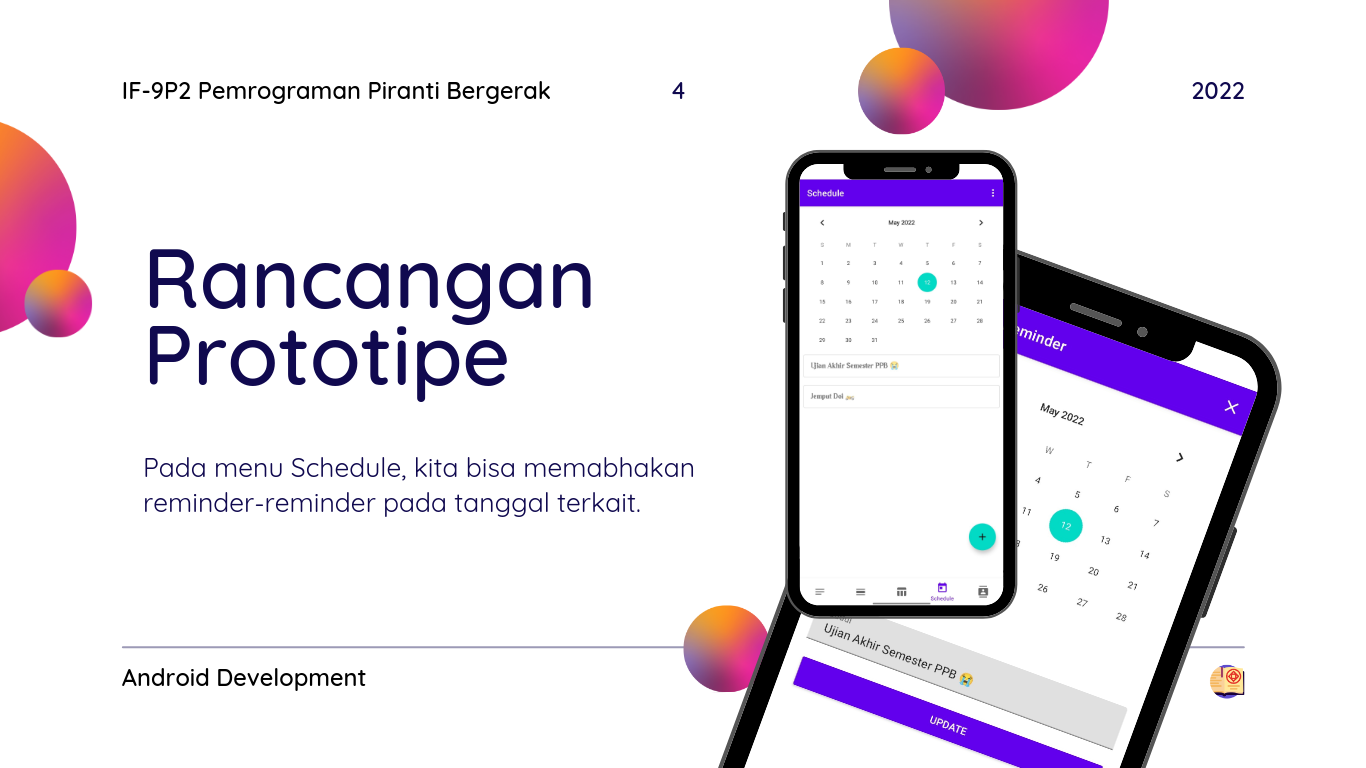 IF-9P2 Pemrograman Piranti Bergerak
4
2022
Rancangan
Prototipe
Pada menu Schedule, kita bisa memabhakan
reminder-reminder pada tanggal terkait.
Schedule
May 2022
S M T W T F S
1 2 3 4 5 6 7
8 9 10 11 12 13 14
15 16 17 18 19 20 21
22 23 24 25 26 27 28
29 30 31
Ujian Akhir Semester PPB 😭
Jemput Doi
+
Schedule
May 2022
W T F S
4 5 6 7
11 12 13 14
19 20 21
26 27 28
Ujian Akhir Semester PPB 😭
UPDATE
Android Development